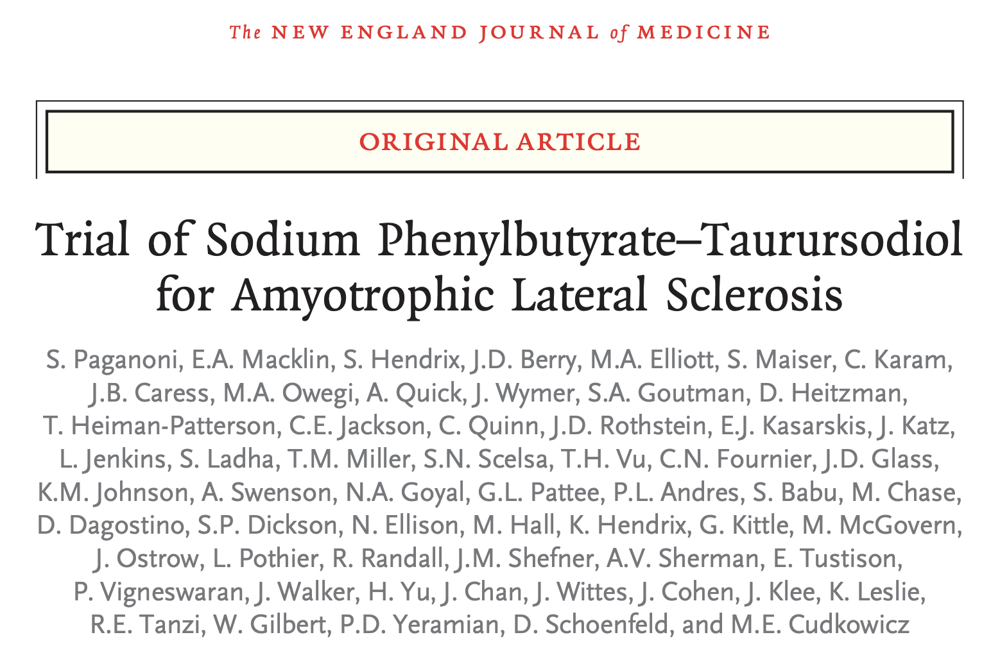 The NEW ENGLAND JOURNAL of MEDICINE
ORIGINAL ARTICLE
Trial of Sodium Phenylbutyrate–Taurursodiol
for Amyotrophic Lateral Sclerosis
S. Paganoni, E.A. Macklin, S. Hendrix, J.D. Berry, M.A. Elliott, S. Maiser, C. Karam,
J.B. Caress, M.A. Owegi, A. Quick, J. Wymer, S.A. Goutman, D. Heitzman,
T. Heiman-Patterson, C.E. Jackson, C. Quinn, J.D. Rothstein, E.J. Kasarskis, J. Katz,
L. Jenkins, S. Ladha, T.M. Miller, S.N. Scelsa, T.H. Vu, C.N. Fournier, J.D. Glass,
K.M. Johnson, A. Swenson, N.A. Goyal, G.L. Pattee, P.L. Andres, S. Babu, M. Chase,
D. Dagostino, S.P. Dickson, N. Ellison, M. Hall, K. Hendrix, G. Kittle, M. McGovern,
J. Ostrow, L. Pothier, R. Randall, J.M. Shefner, A.V. Sherman, E. Tustison,
P. Vigneswaran, J. Walker, H. Yu, J. Chan, J. Wittes, J. Cohen, J. Klee, K. Leslie,
R.E. Tanzi, W. Gilbert, P.D. Yeramian, D. Schoenfeld, and M.E. Cudkowicz